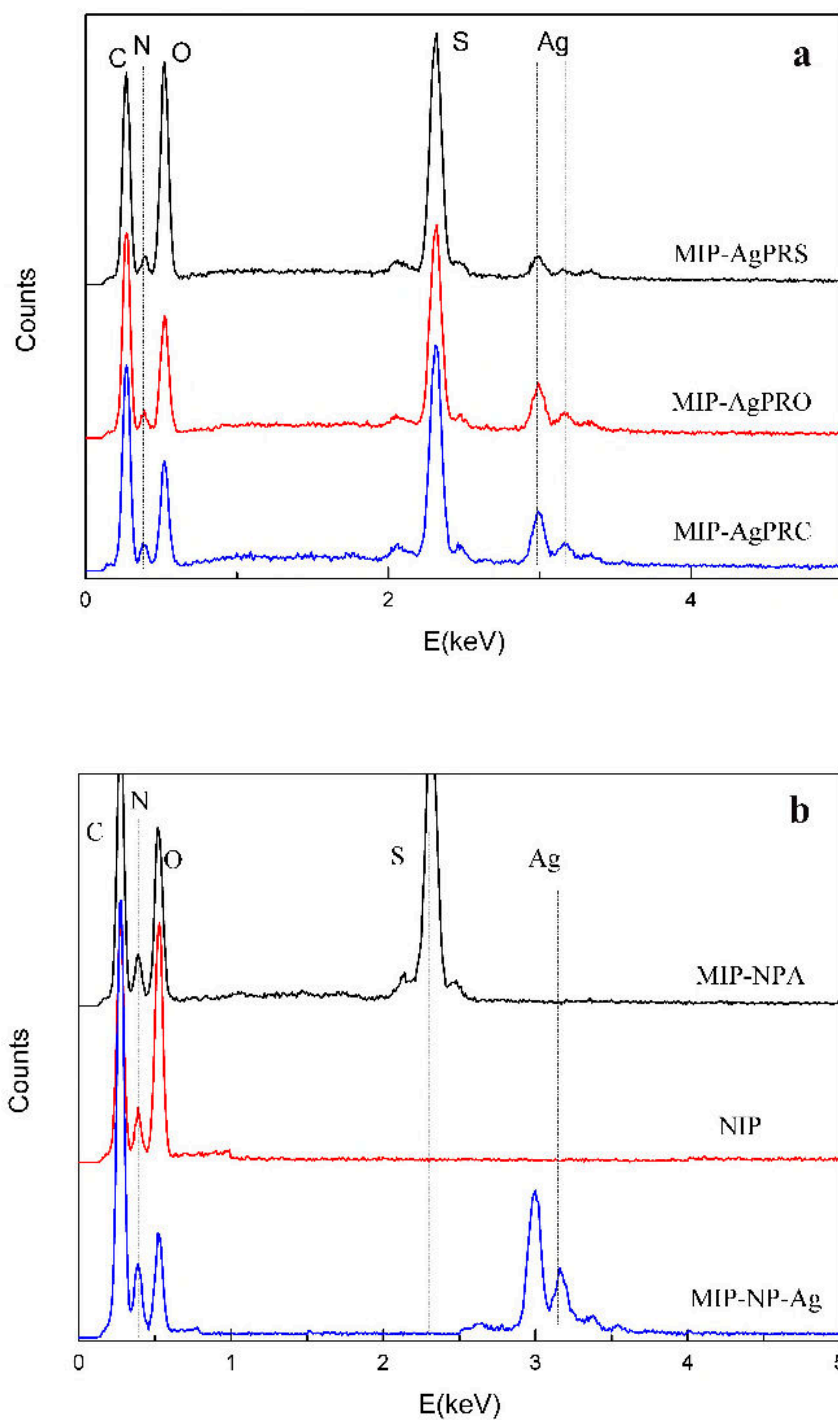 C N O S Ag a
MIP-AgPRS
MIP-AgPRO
MIP-AgPRC
Counts
0 2 4
E(keV)
C N O S Ag b
MIP-NPA
NIP
MIP-NP-Ag
Counts
0 1 2 3 4 5
E(keV)